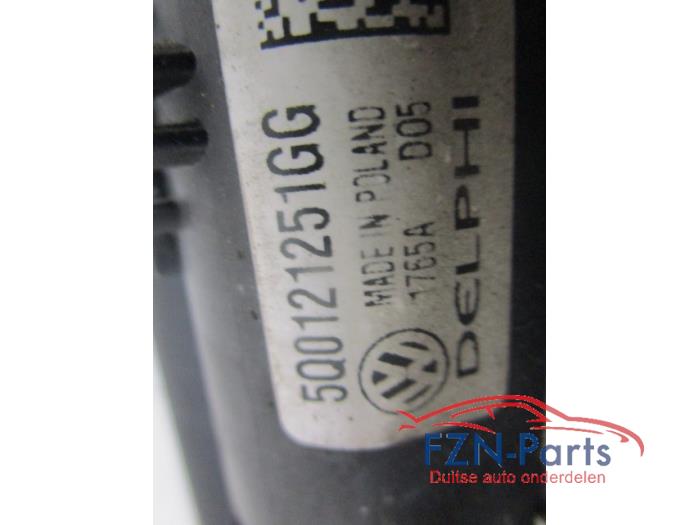 5Q0121251GG
MADE IN POLAND
1765A D05
DELPHI
FZN-Parts
Duitse auto onderdelen